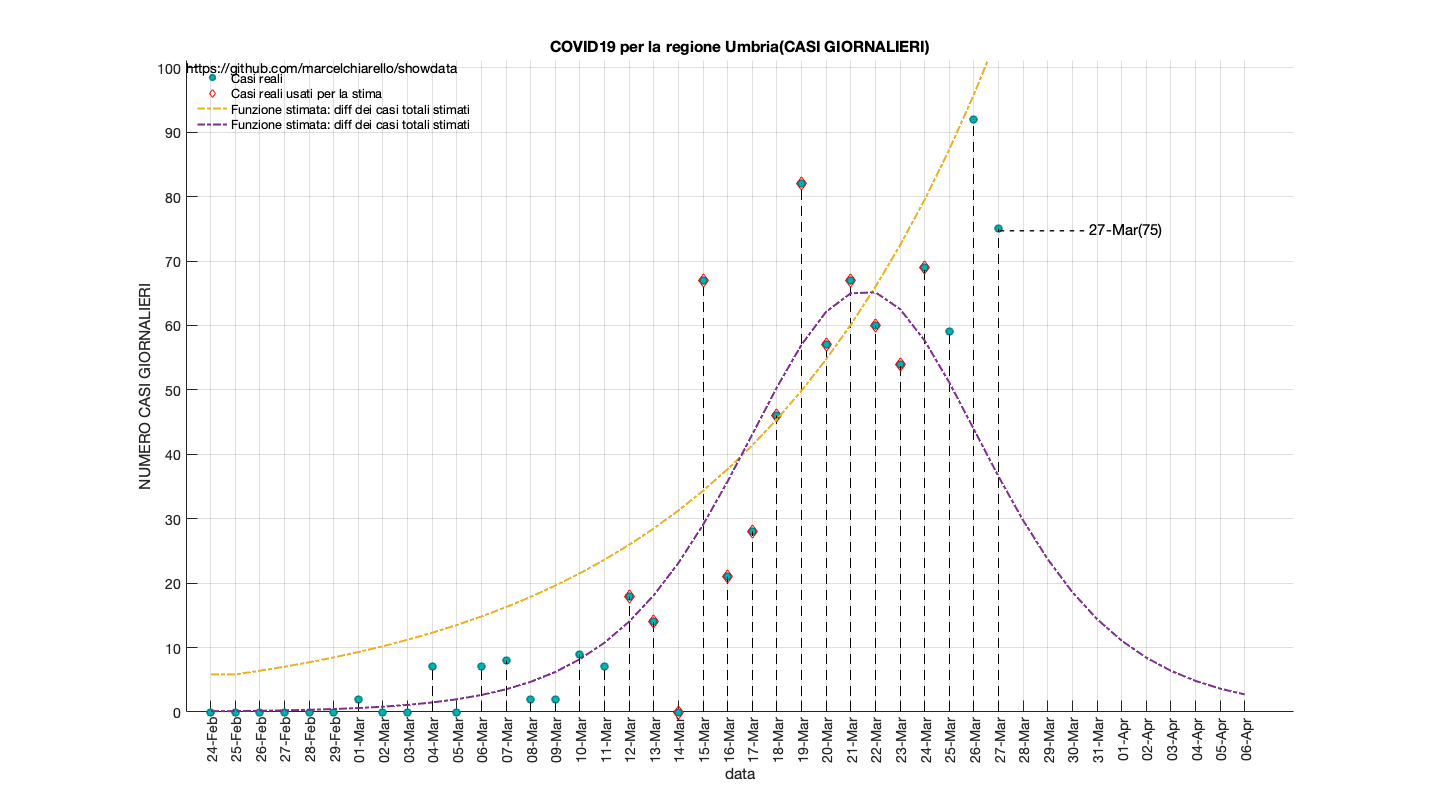 COVID19 per la regione Umbria(CASI GIORNALIERI)
https://github.com/marcelchiarello/showdata
Casi reali
Casi reali usati per la stima
Funzione stimata: diff dei casi totali stimati
Funzione stimata: diff dei casi totali stimati
NUMERO CASI GIORNALIERI
100
90
80
70
60
50
40
30
20
10
0
27-Mar(75)
24-Feb
25-Feb
26-Feb
27-Feb
28-Feb
29-Feb
01-Mar
02-Mar
03-Mar
04-Mar
05-Mar
06-Mar
07-Mar
08-Mar
09-Mar
10-Mar
11-Mar
12-Mar
13-Mar
14-Mar
15-Mar
16-Mar
17-Mar
18-Mar
19-Mar
20-Mar
21-Mar
22-Mar
23-Mar
24-Mar
25-Mar
26-Mar
27-Mar
28-Mar
29-Mar
30-Mar
31-Mar
01-Apr
02-Apr
03-Apr
04-Apr
05-Apr
06-Apr
data